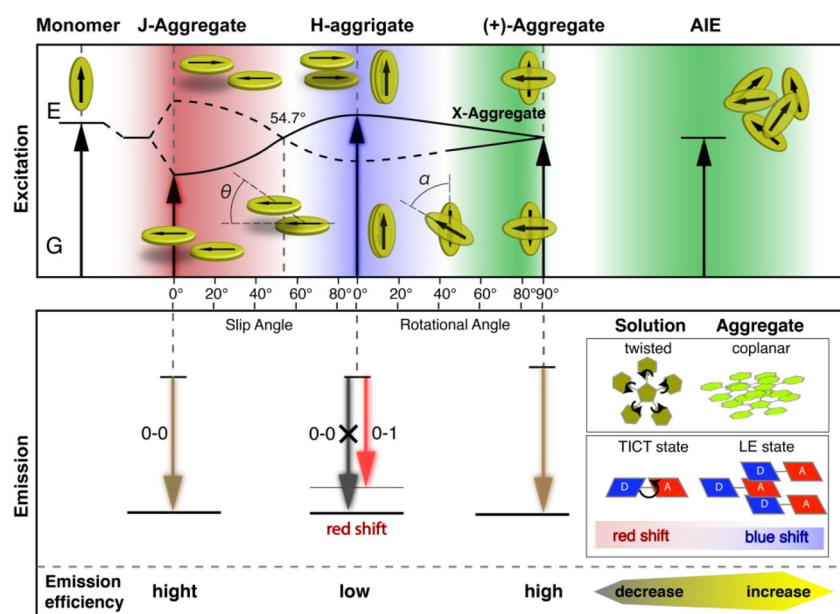 Monomer J-Aggregate H-aggrigate (+)-Aggregate AIE
Excitation
E
54.7°
X-Aggregate
θ
α
G
0° 20° 40° 60° 80° 0° 20° 40° 60° 80° 90°
Slip Angle Rotational Angle
Emission
0-0
0-0 0-1
red shift
Solution Aggregate
twisted coplanar
TICT state LE state
D A
D A
D A
D A
red shift blue shift
Emission
efficiency
hight low high decrease increase